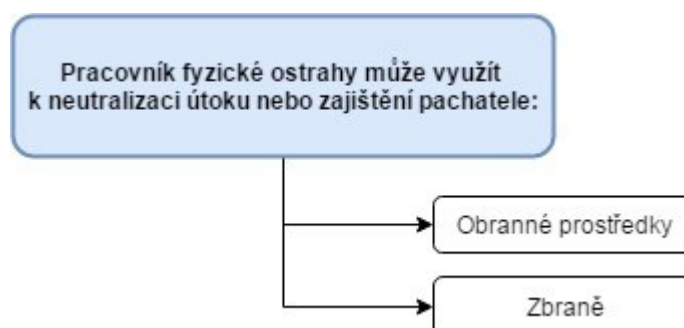 Pracovník fyzické ostrahy může využít
k neutralizaci útoku nebo zajištění pachatele:
Obranné prostředky
Zbraně